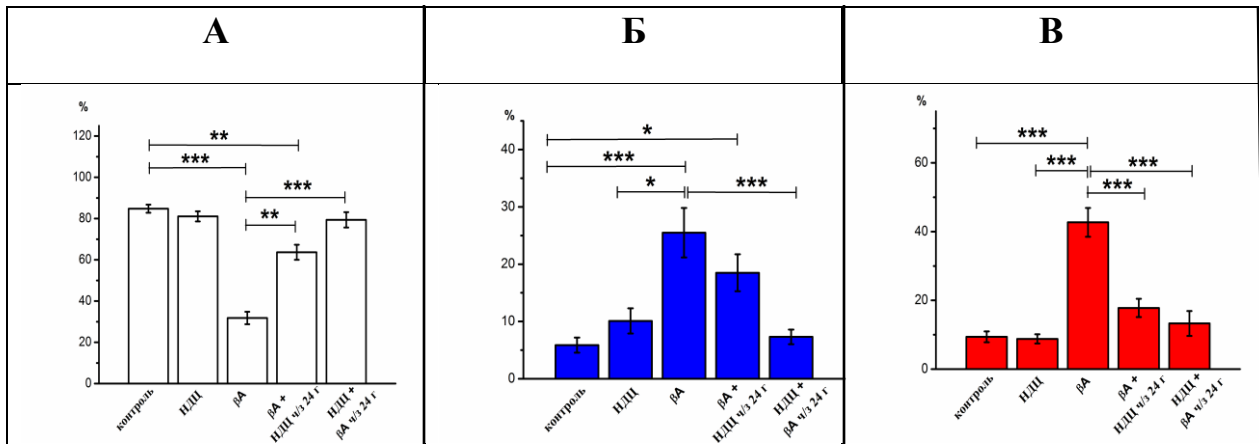 А
Б
В
%
120
100
80
60
40
20
0
**
***
***
**
контроль
НДЦ
βА
βА +
НДЦ ч/з 24 г
НДЦ +
βА ч/з 24 г
%
40
30
20
10
0
*
***
*
***
контроль
НДЦ
βА
βА +
НДЦ ч/з 24 г
НДЦ +
βА ч/з 24 г
%
60
40
20
0
***
***
***
***
контроль
НДЦ
βА
βА +
НДЦ ч/з 24 г
НДЦ +
βА ч/з 24 г